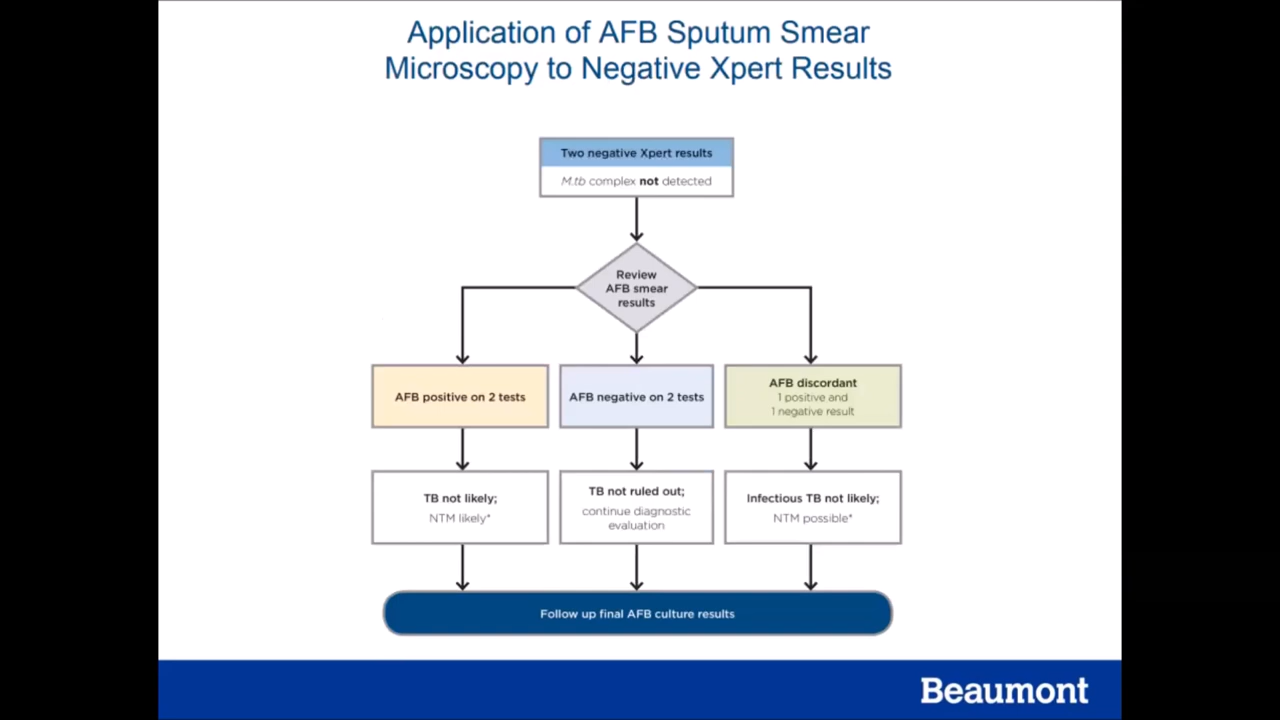 Application of AFB Sputum Smear
Microscopy to Negative Xpert Results
Two negative Xpert results
M.tb complex not detected
Review
AFB smear
results
AFB positive on 2 tests
AFB negative on 2 tests
AFB discordant
1 positive and
1 negative result
TB not likely;
NTM likely*
TB not ruled out;
continue diagnostic
evaluation
Infectious TB not likely;
NTM possible*
Follow up final AFB culture results
Beaumont